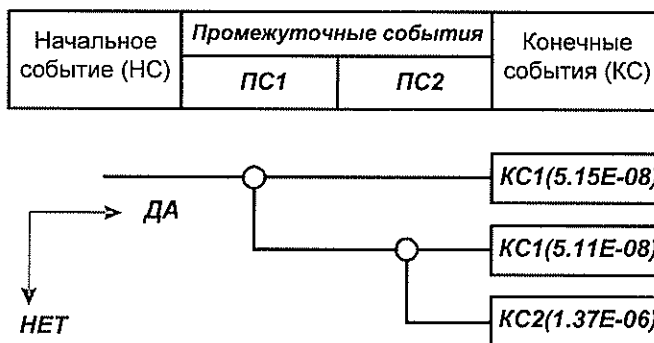 Начальное
событие (НС)
Промежуточные события
ПС1
ПС2
Конечные
события (КС)
КС1(5.15E-08)
ДА
КС1(5.11E-08)
НЕТ
КС2(1.37E-06)